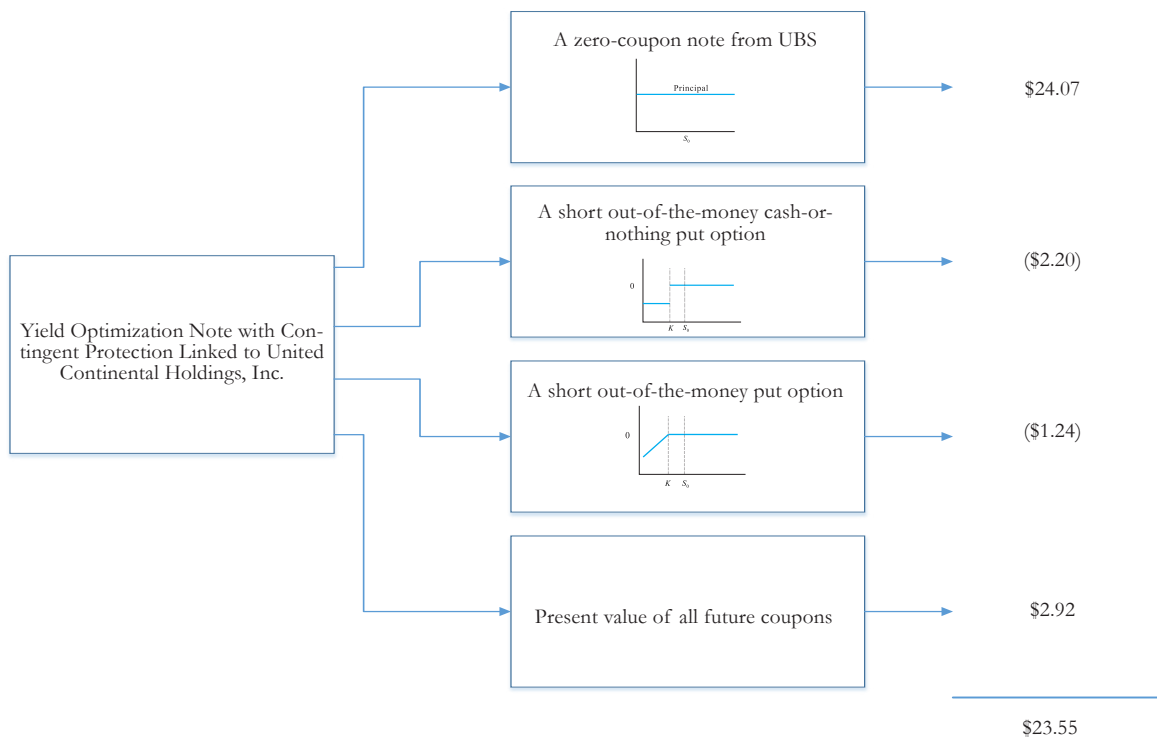 A zero-coupon note from UBS
Principal
S₀
$24.07
A short out-of-the-money cash-or-
nothing put option
0
K
S₀
($2.20)
Yield Optimization Note with Con-
tingent Protection Linked to United
Continental Holdings, Inc.
A short out-of-the-money put option
0
K
S₀
($1.24)
Present value of all future coupons
$2.92
$23.55